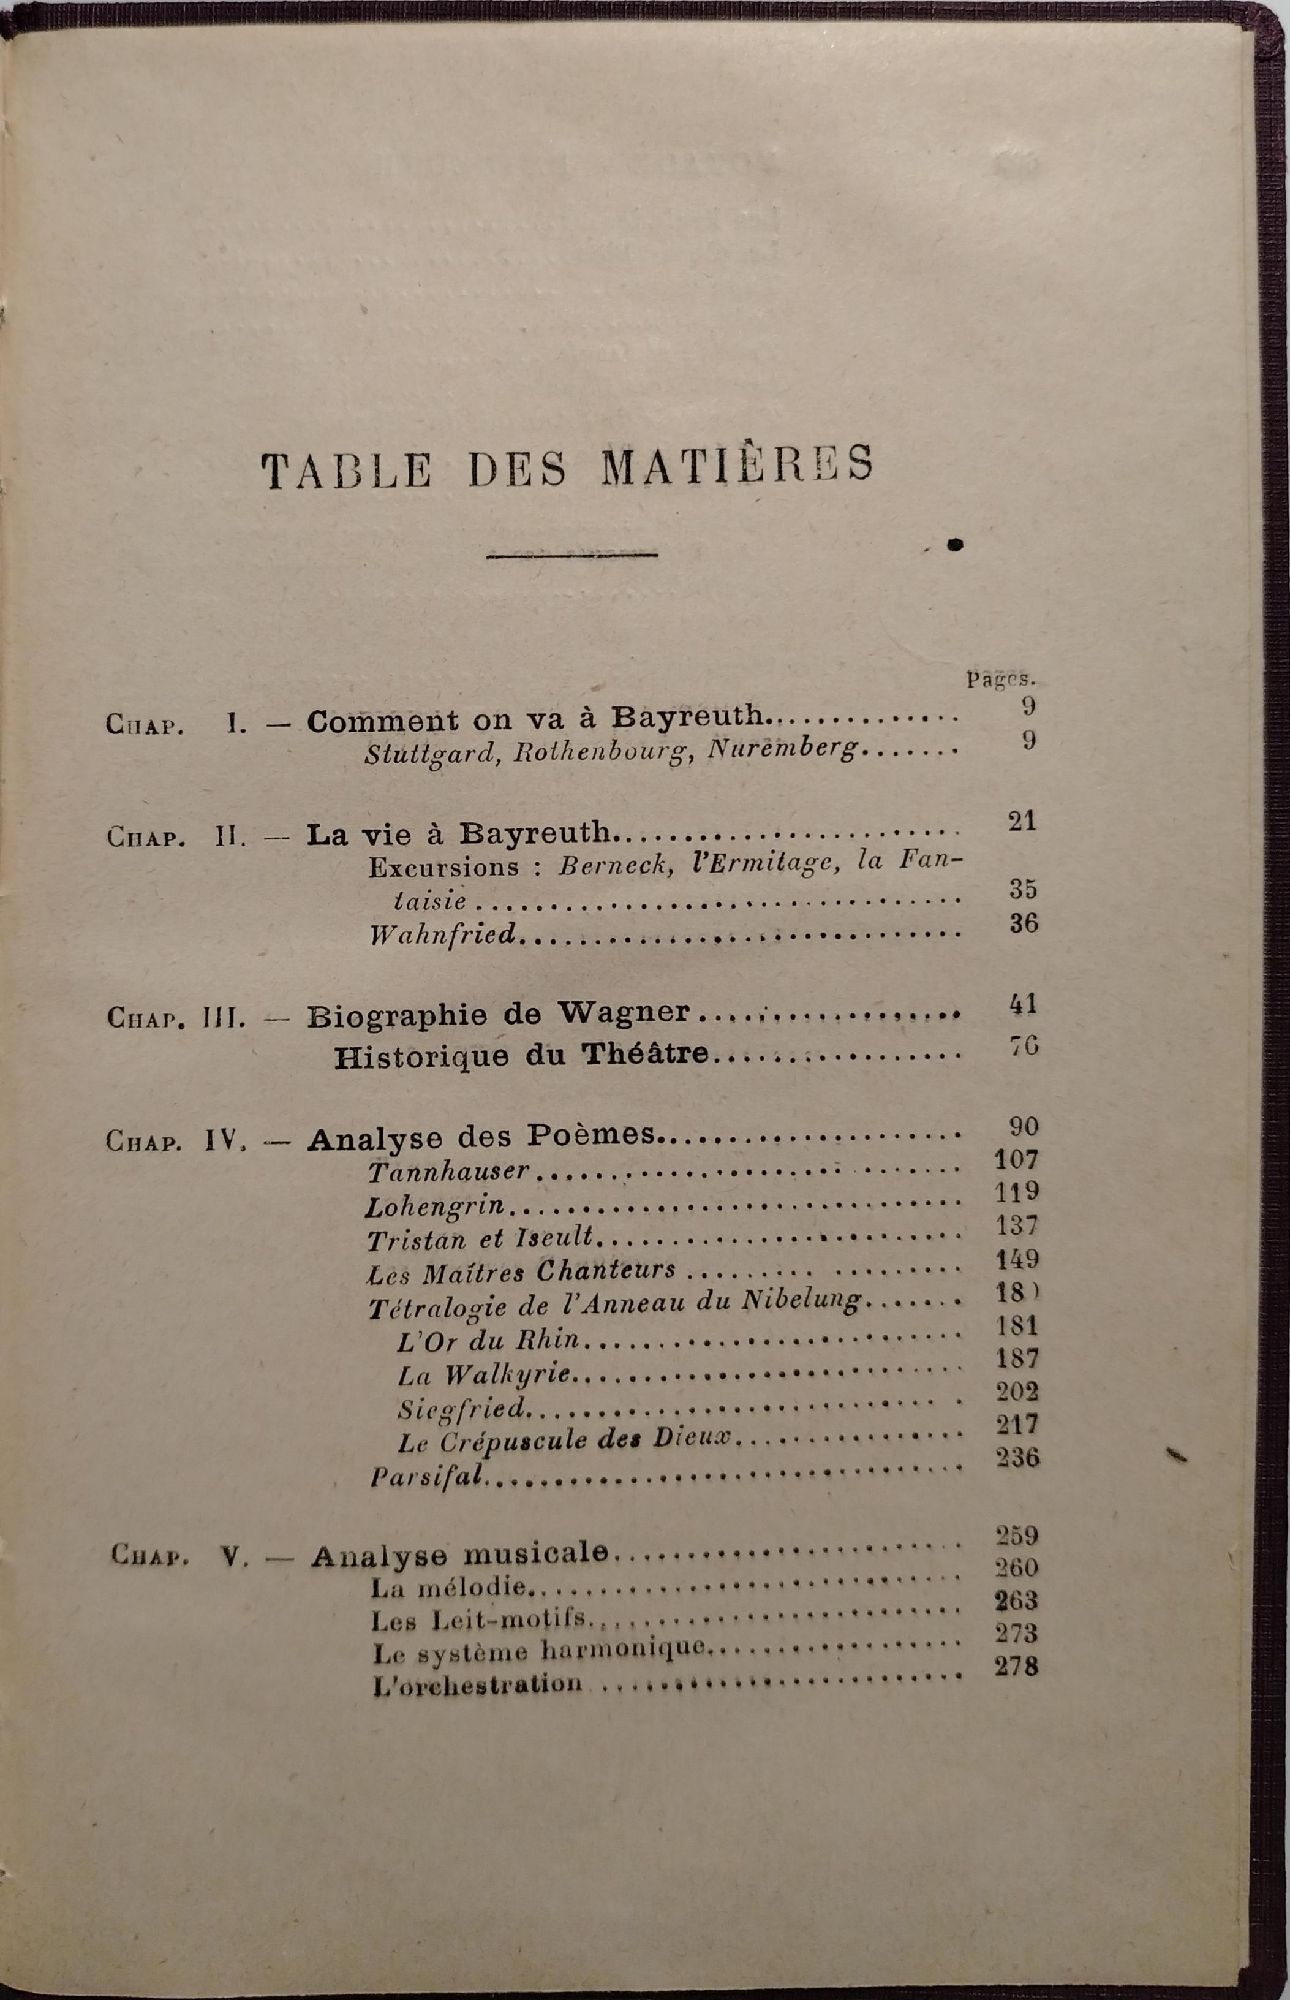 TABLE DES MATIÈRES
Pages.
CHAP. I. — Comment on va à Bayreuth.............. 9
Stuttgard, Rothenbourg, Nuremberg....... 9
CHAP. II. — La vie à Bayreuth........................ 21
Excursions : Berneck, l'Ermitage, la Fan-
taisie ................................. 35
Wahnfried.............................. 36
CHAP. III. — Biographie de Wagner.................. 41
Historique du Théâtre................. 76
CHAP. IV. — Analyse des Poèmes..................... 90
Tannhauser............................. 107
Lohengrin............................... 119
Tristan et Iseult......................... 137
Les Maîtres Chanteurs ......... ......... 149
Tétralogie de l'Anneau du Nibelung.......
L'Or du Rhin.......................... 181
La Walkyrie........................... 187
Siegfried............................. 202
Le Crépuscule des Dieux................ 217
Parsifal................................ 236
CHAP. V. — Analyse musicale........................ 259
La mélodie............................. 260
Les Leit-motifs......................... 263
Le système harmonique.................. 273
L'orchestration ......................... 278